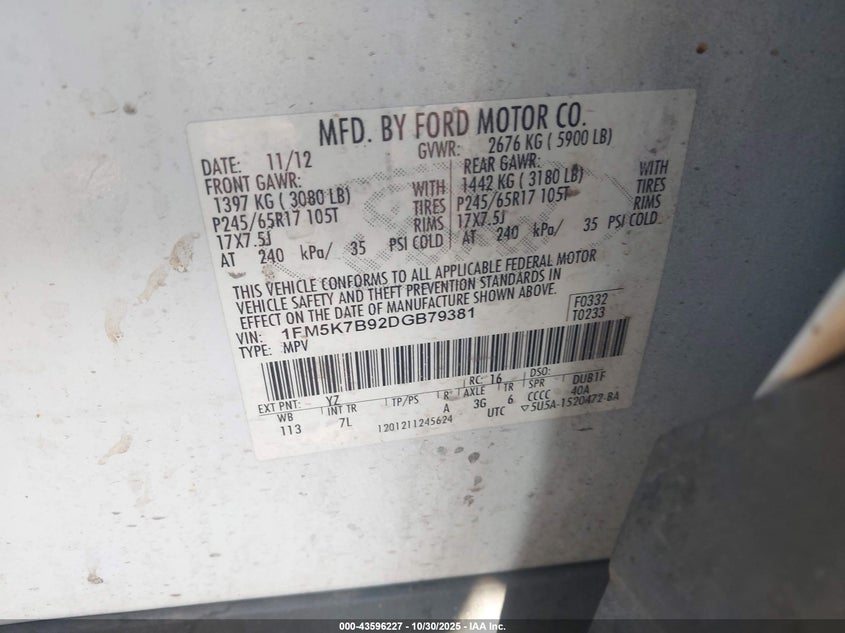 MFD. BY FORD MOTOR CO.
DATE: 11/12 GVWR: 2676 KG ( 5900 LB)
FRONT GAWR: REAR GAWR:
1397 KG ( 3080 LB) WITH 1442 KG ( 3180 LB) WITH
P245/65R17 105T TIRES P245/65R17 105T TIRES
17X7.5J RIMS 17X7.5J RIMS
AT 240 kPa/ 35 PSI COLD AT 240 kPa/ 35 PSI COLD
THIS VEHICLE CONFORMS TO ALL APPLICABLE FEDERAL MOTOR
VEHICLE SAFETY AND THEFT PREVENTION STANDARDS IN
EFFECT ON THE DATE OF MANUFACTURE SHOWN ABOVE.
VIN: 1FM5K7B92DGB79381 F0332
TYPE: MPV T0233
EXT PNT: YZ RC: 16 DSO:
WB INT TR TP/PS R AXLE TR SPR DUB1F
113 7L A 3G 6 CCCC 40A
1201211245624 UTC ▽5U5A-1520472-BA
000-43596227 - 10/30/2025 - IAA Inc.